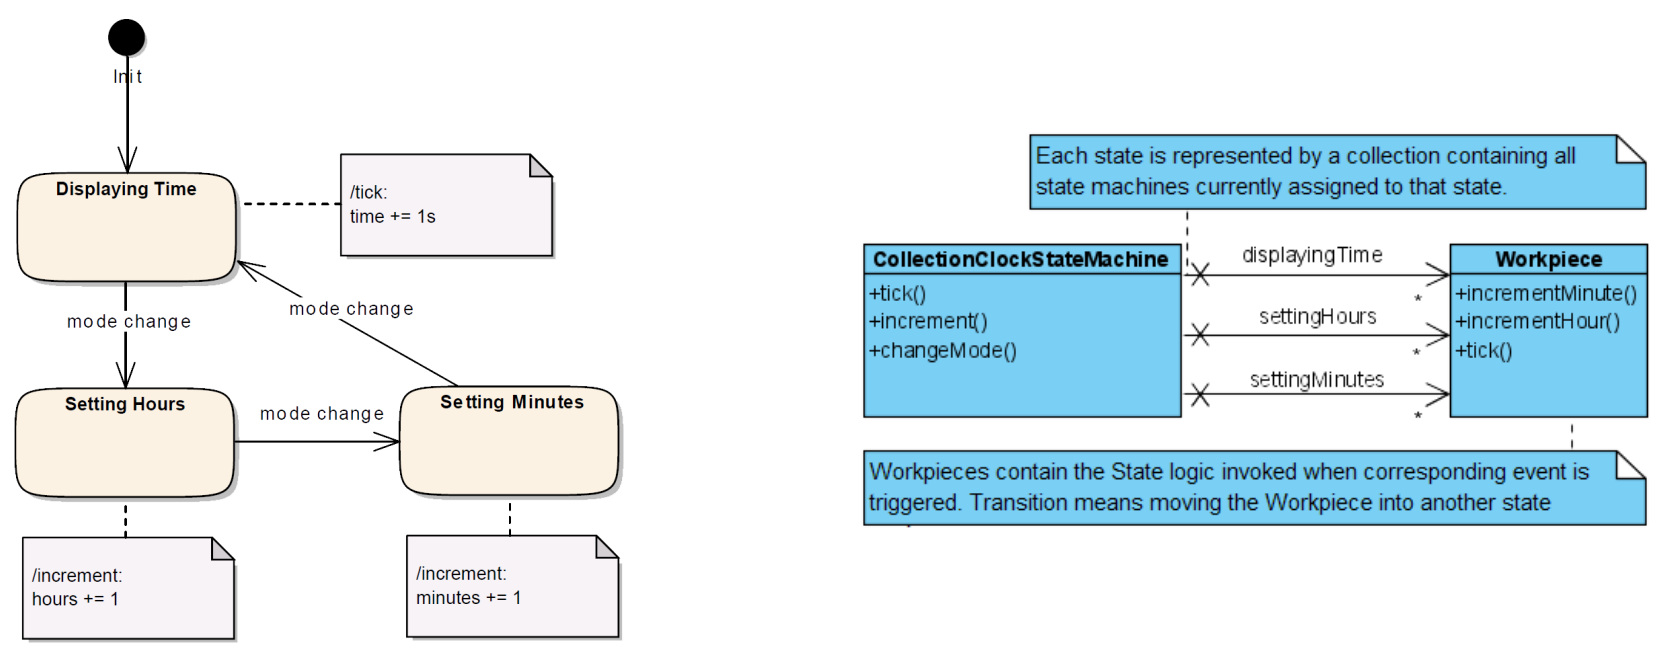 Init
Displaying Time
/tick:
time += 1s
mode change
mode change
Setting Hours
mode change
Setting Minutes
/increment:
hours += 1
/increment:
minutes += 1
Each state is represented by a collection containing all
state machines currently assigned to that state.
CollectionClockStateMachine
+tick()
+increment()
+changeMode()
displayingTime
*
settingHours
*
settingMinutes
*
Workpiece
+incrementMinute()
+incrementHour()
+tick()
Workpieces contain the State logic invoked when corresponding event is
triggered. Transition means moving the Workpiece into another state